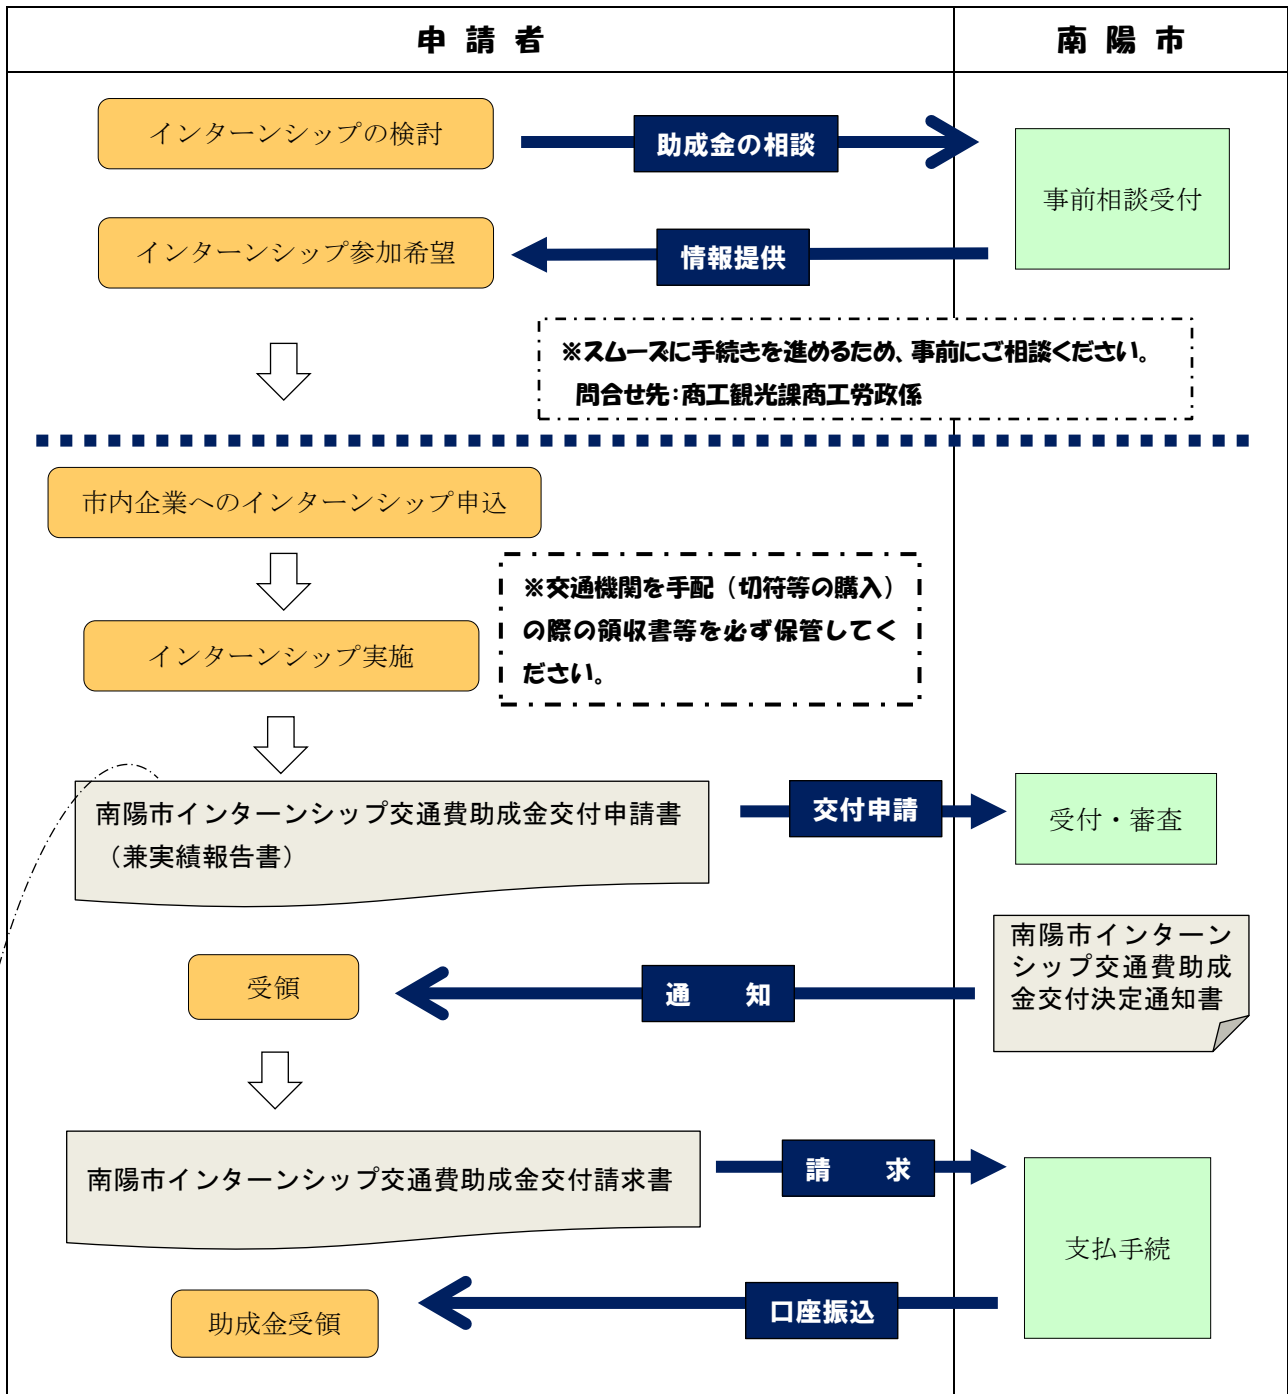 申請者
南陽市
インターンシップの検討
助成金の相談
事前相談受付
インターンシップ参加希望
情報提供
※スムーズに手続きを進めるため、事前にご相談ください。
問合せ先：商工観光課商工労政係
市内企業へのインターンシップ申込
※交通機関を手配（切符等の購入）
の際の領収書等を必ず保管してく
ださい。
インターンシップ実施
南陽市インターンシップ交通費助成金交付申請書
（兼実績報告書）
交付申請
受付・審査
南陽市インターン
シップ交通費助成
金交付決定通知書
通　知
受領
南陽市インターンシップ交通費助成金交付請求書
請　求
支払手続
口座振込
助成金受領